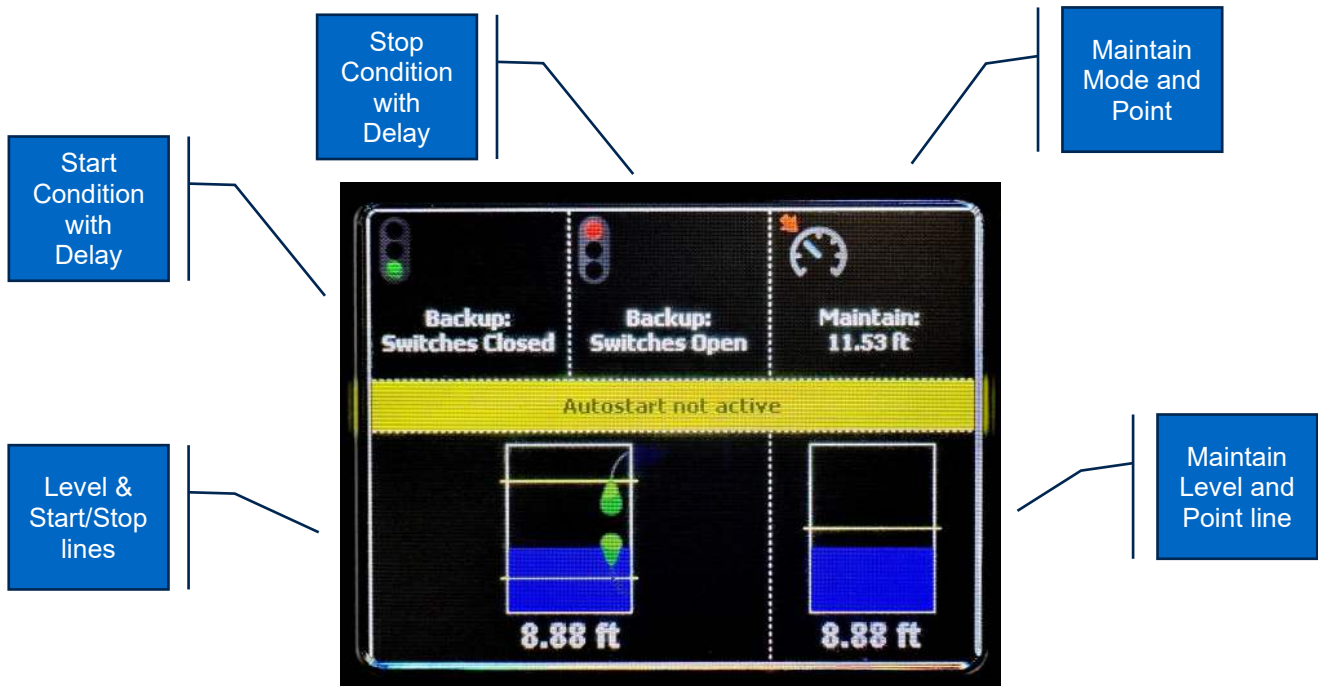 Stop
Condition
with
Delay
Maintain
Mode and
Point
Start
Condition
with
Delay
Backup:
Switches Closed
Backup:
Switches Open
Maintain:
11.53 ft
Autostart not active
Level &
Start/Stop
lines
Maintain
Level and
Point line
8.88 ft
8.88 ft